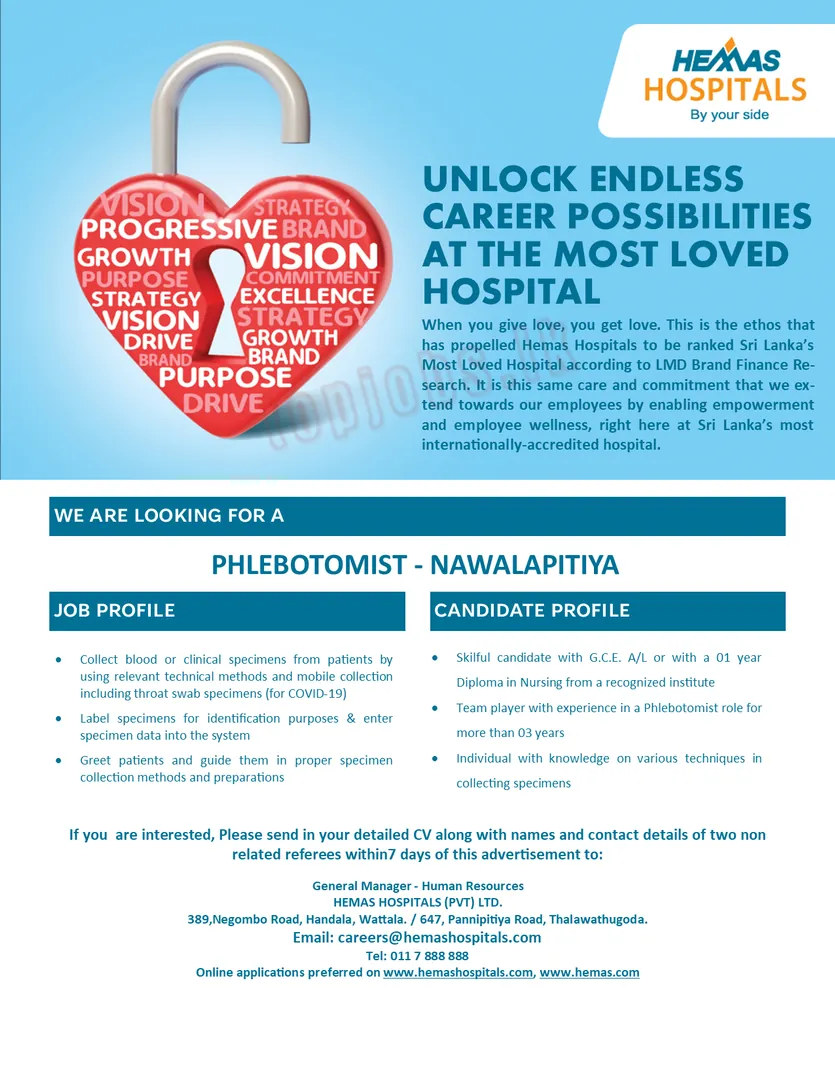 HEMAS
HOSPITALS
By your side
UNLOCK ENDLESS
CAREER POSSIBILITIES
AT THE MOST LOVED
HOSPITAL
When you give love, you get love. This is the ethos that
has propelled Hemas Hospitals to be ranked Sri Lanka's
Most Loved Hospital according to LMD Brand Finance Re-
search. It is this same care and commitment that we ex-
tend towards our employees by enabling empowerment
and employee wellness, right here at Sri Lanka's most
internationally-accredited hospital.
VISION STRATEGY
PROGRESSIVE BRAND
GROWTH VISION
PURPOSE COMMITMENT
STRATEGY EXCELLENCE
VISION STRATEGY
DRIVE GROWTH
BRAND BRAND
PURPOSE
DRIVE
topjobs.lk
WE ARE LOOKING FOR A
PHLEBOTOMIST - NAWALAPITIYA
JOB PROFILE
● Collect blood or clinical specimens from patients by
using relevant technical methods and mobile collection
including throat swab specimens (for COVID-19)
● Label specimens for identification purposes & enter
specimen data into the system
● Greet patients and guide them in proper specimen
collection methods and preparations
CANDIDATE PROFILE
● Skilful candidate with G.C.E. A/L or with a 01 year
Diploma in Nursing from a recognized institute
● Team player with experience in a Phlebotomist role for
more than 03 years
● Individual with knowledge on various techniques in
collecting specimens
If you are interested, Please send in your detailed CV along with names and contact details of two non
related referees within7 days of this advertisement to:
General Manager - Human Resources
HEMAS HOSPITALS (PVT) LTD.
389,Negombo Road, Handala, Wattala. / 647, Pannipitiya Road, Thalawathugoda.
Email: careers@hemashospitals.com
Tel: 011 7 888 888
Online applications preferred on www.hemashospitals.com, www.hemas.com